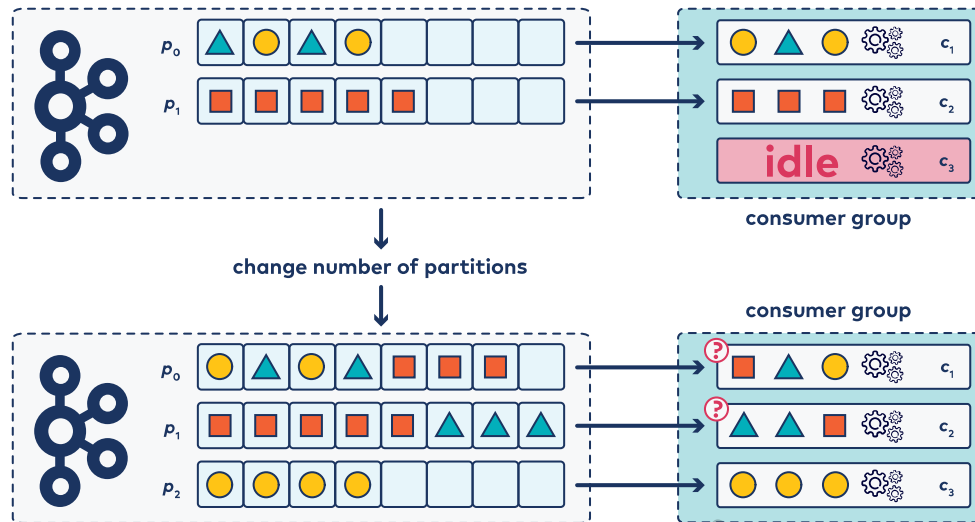 p0
c1
p1
c2
idle
c3
consumer group
change number of partitions
consumer group
p0
?
c1
p1
?
c2
p2
c3